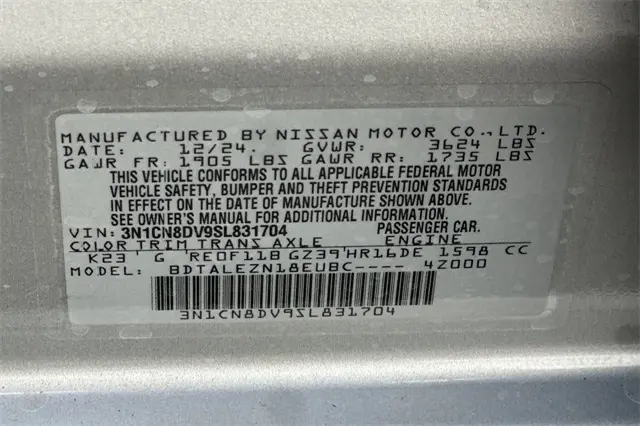 MANUFACTURED BY NISSAN MOTOR CO., LTD.
DATE: 12/24. GVWR: 3624 LBS
GAWR FR: 1905 LBS GAWR RR: 1735 LBS
THIS VEHICLE CONFORMS TO ALL APPLICABLE FEDERAL MOTOR
VEHICLE SAFETY, BUMPER AND THEFT PREVENTION STANDARDS
IN EFFECT ON THE DATE OF MANUFACTURE SHOWN ABOVE.
SEE OWNER'S MANUAL FOR ADDITIONAL INFORMATION.
VIN: 3N1CN8DV9SL831704 PASSENGER CAR.
COLOR TRIM TRANS AXLE ENGINE
K23 G RE0F11B GZ39 HR16DE 1598 CC
MODEL: BDTALEZN18EUBC---- 4Z000
3N1CN8DV9SL831704